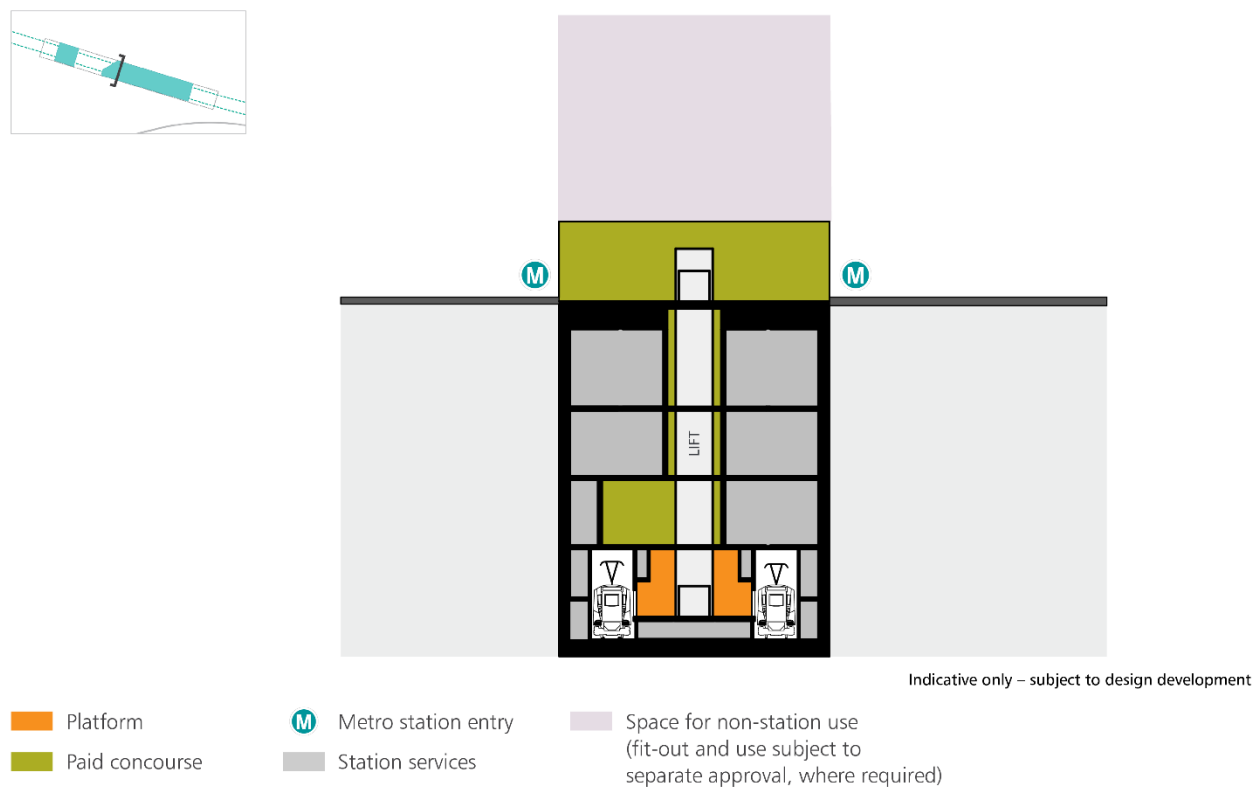 M
M
LIFT
Indicative only – subject to design development
Platform
M Metro station entry
Space for non-station use
(fit-out and use subject to
separate approval, where required)
Paid concourse
Station services